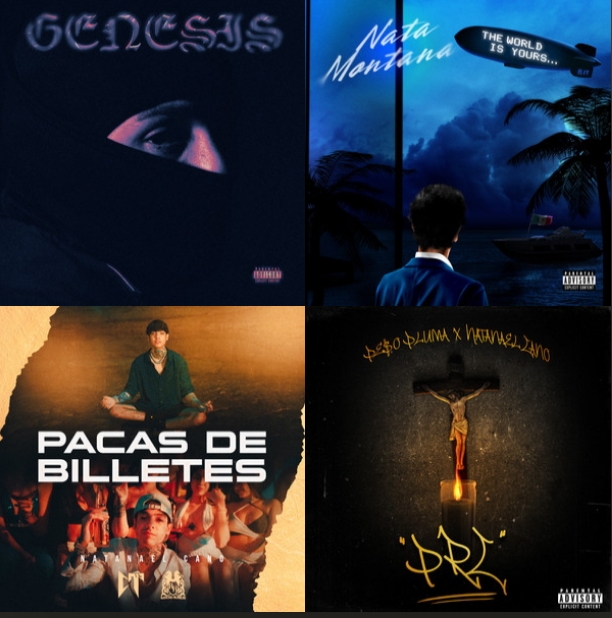 GENESIS
Nata
Montana
THE WORLD
IS YOURS...
PARENTAL
ADVISORY
EXPLICIT CONTENT
PARENTAL
ADVISORY
EXPLICIT CONTENT
PACAS DE
BILLETES
NATANAEL CANO
PESO PLUMA X NATANAEL CANO
"PRC"
PARENTAL
ADVISORY
EXPLICIT CONTENT